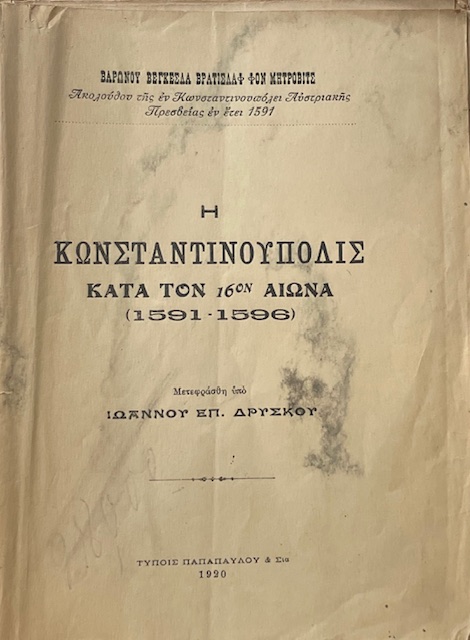 ΒΑΡΩΝΟΥ ΒΕΓΚΕΣΛΑ ΒΡΑΤΙΣΛΑΦ ΦΟΝ ΜΗΤΡΟΒΙΤΣ
Ἀκολούθου τῆς ἐν Κωνσταντινουπόλει Αὐστριακῆς
Πρεσβείας ἐν ἔτει 1591
Η
ΚΩΝΣΤΑΝΤΙΝΟΥΠΟΛΙΣ
ΚΑΤΑ ΤΟΝ 16ΟΝ ΑΙΩΝΑ
(1591-1596)
Μετεφράσθη ὑπὸ
ΙΩΑΝΝΟΥ ΕΠ. ΔΡΥΣΚΟΥ
ΤΥΠΟΙΣ ΠΑΠΑΠΑΥΛΟΥ & Σια
1920